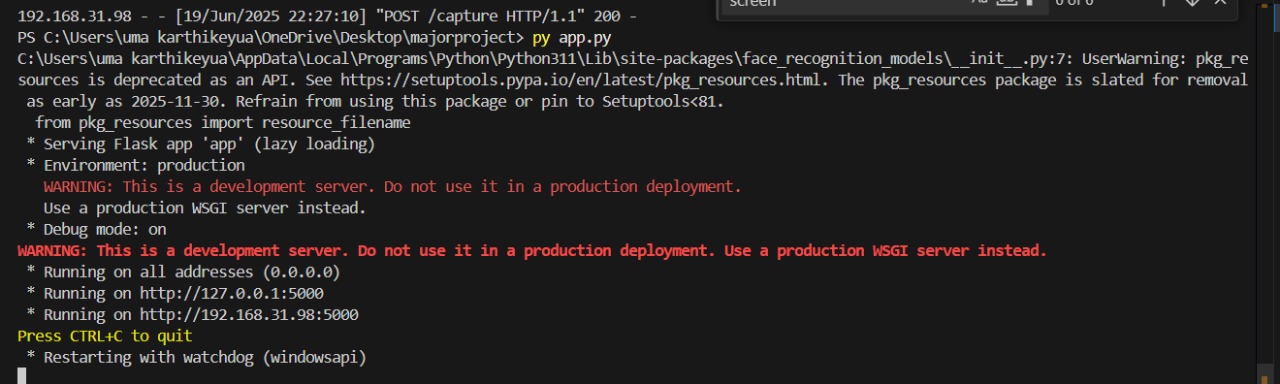 screen
192.168.31.98 - - [19/Jun/2025 22:27:10] "POST /capture HTTP/1.1" 200 -
PS C:\Users\uma karthikeyua\OneDrive\Desktop\majorproject> py app.py
C:\Users\uma karthikeyua\AppData\Local\Programs\Python\Python311\Lib\site-packages\face_recognition_models\__init__.py:7: UserWarning: pkg_re
sources is deprecated as an API. See https://setuptools.pypa.io/en/latest/pkg_resources.html. The pkg_resources package is slated for removal
as early as 2025-11-30. Refrain from using this package or pin to Setuptools<81.
from pkg_resources import resource_filename
* Serving Flask app 'app' (lazy loading)
* Environment: production
WARNING: This is a development server. Do not use it in a production deployment.
Use a production WSGI server instead.
* Debug mode: on
WARNING: This is a development server. Do not use it in a production deployment. Use a production WSGI server instead.
* Running on all addresses (0.0.0.0)
* Running on http://127.0.0.1:5000
* Running on http://192.168.31.98:5000
Press CTRL+C to quit
* Restarting with watchdog (windowsapi)